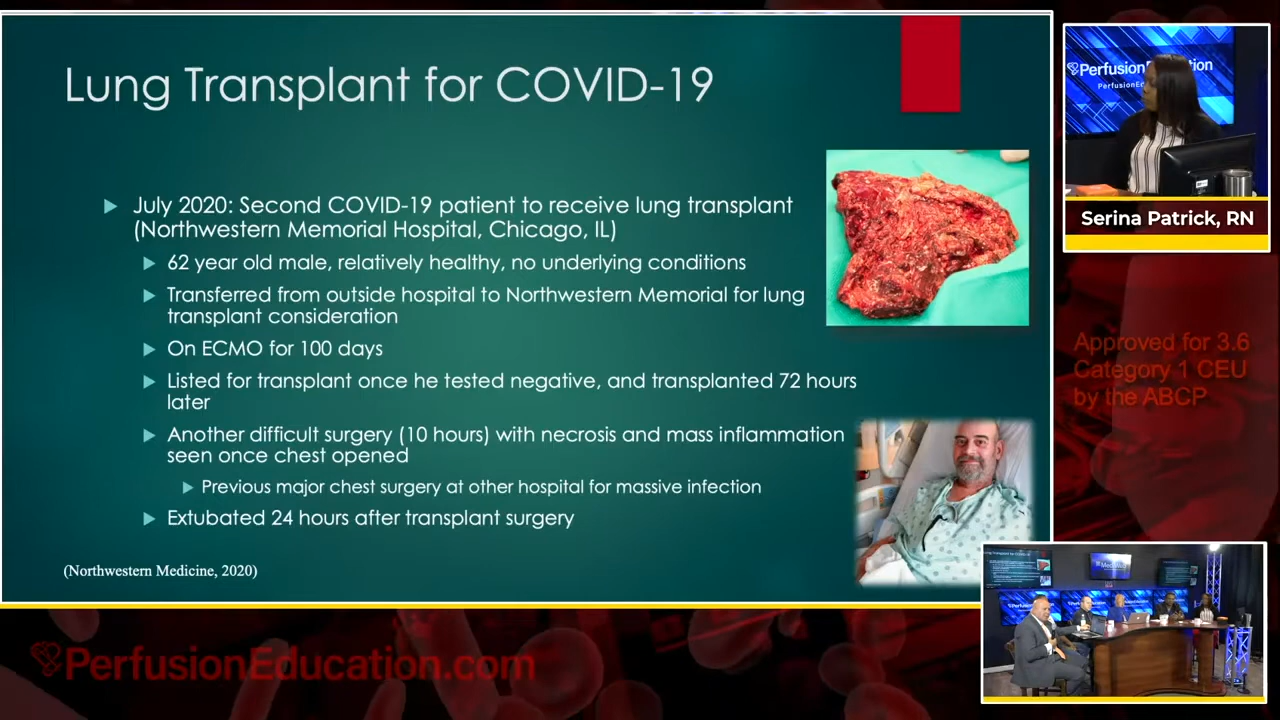 Lung Transplant for COVID-19
July 2020: Second COVID-19 patient to receive lung transplant
(Northwestern Memorial Hospital, Chicago, IL)
62 year old male, relatively healthy, no underlying conditions
Transferred from outside hospital to Northwestern Memorial for lung
transplant consideration
On ECMO for 100 days
Listed for transplant once he tested negative, and transplanted 72 hours
later
Another difficult surgery (10 hours) with necrosis and mass inflammation
seen once chest opened
Previous major chest surgery at other hospital for massive infection
Extubated 24 hours after transplant surgery
(Northwestern Medicine, 2020)
PerfusionEducation
Serina Patrick, RN
Approved for 3.6
Category 1 CEU
by the ABCP
PerfusionEducation.com